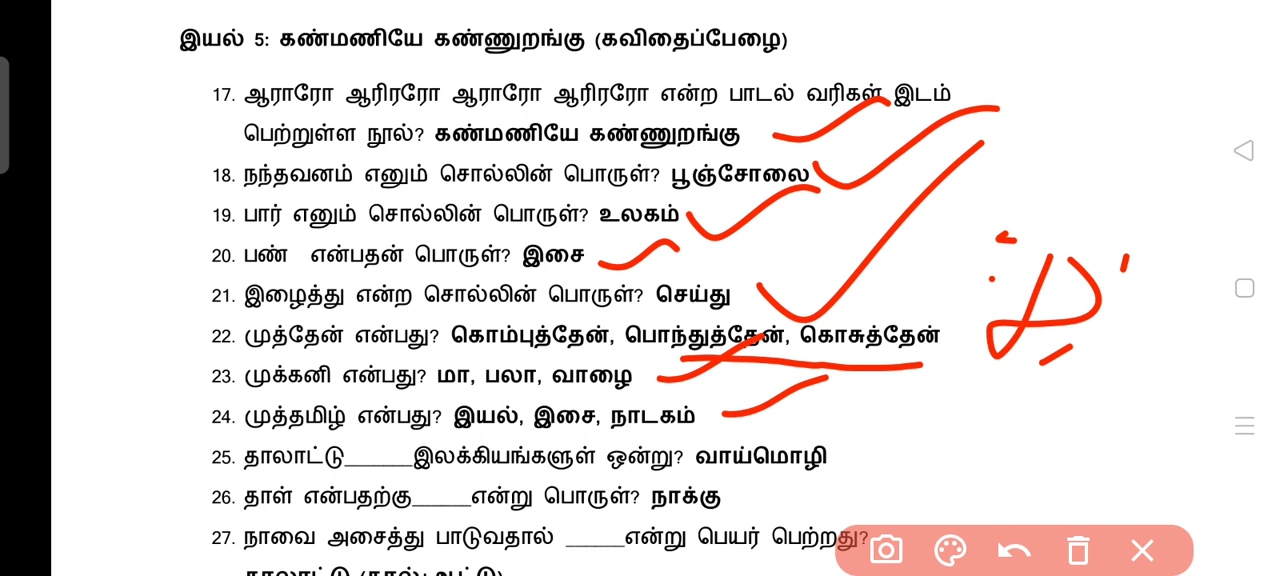 இயல் 5: கண்மணியே கண்ணுறங்கு (கவிதைப்பேழை)
17. ஆராரோ ஆரிரரோ ஆராரோ ஆரிரரோ என்ற பாடல் வரிகள் இடம்
பெற்றுள்ள நூல்? கண்மணியே கண்ணுறங்கு
18. நந்தவனம் எனும் சொல்லின் பொருள்? பூஞ்சோலை
19. பார் எனும் சொல்லின் பொருள்? உலகம்
20. பண் என்பதன் பொருள்? இசை
21. இழைத்து என்ற சொல்லின் பொருள்? செய்து
22. முத்தேன் என்பது? கொம்புத்தேன், பொந்துத்தேன், கொசுத்தேன்
23. முக்கனி என்பது? மா, பலா, வாழை
24. முத்தமிழ் என்பது? இயல், இசை, நாடகம்
25. தாலாட்டு_______இலக்கியங்களுள் ஒன்று? வாய்மொழி
26. தாள் என்பதற்கு______என்று பொருள்? நாக்கு
27. நாவை அசைத்து பாடுவதால் ______என்று பெயர் பெற்றது?